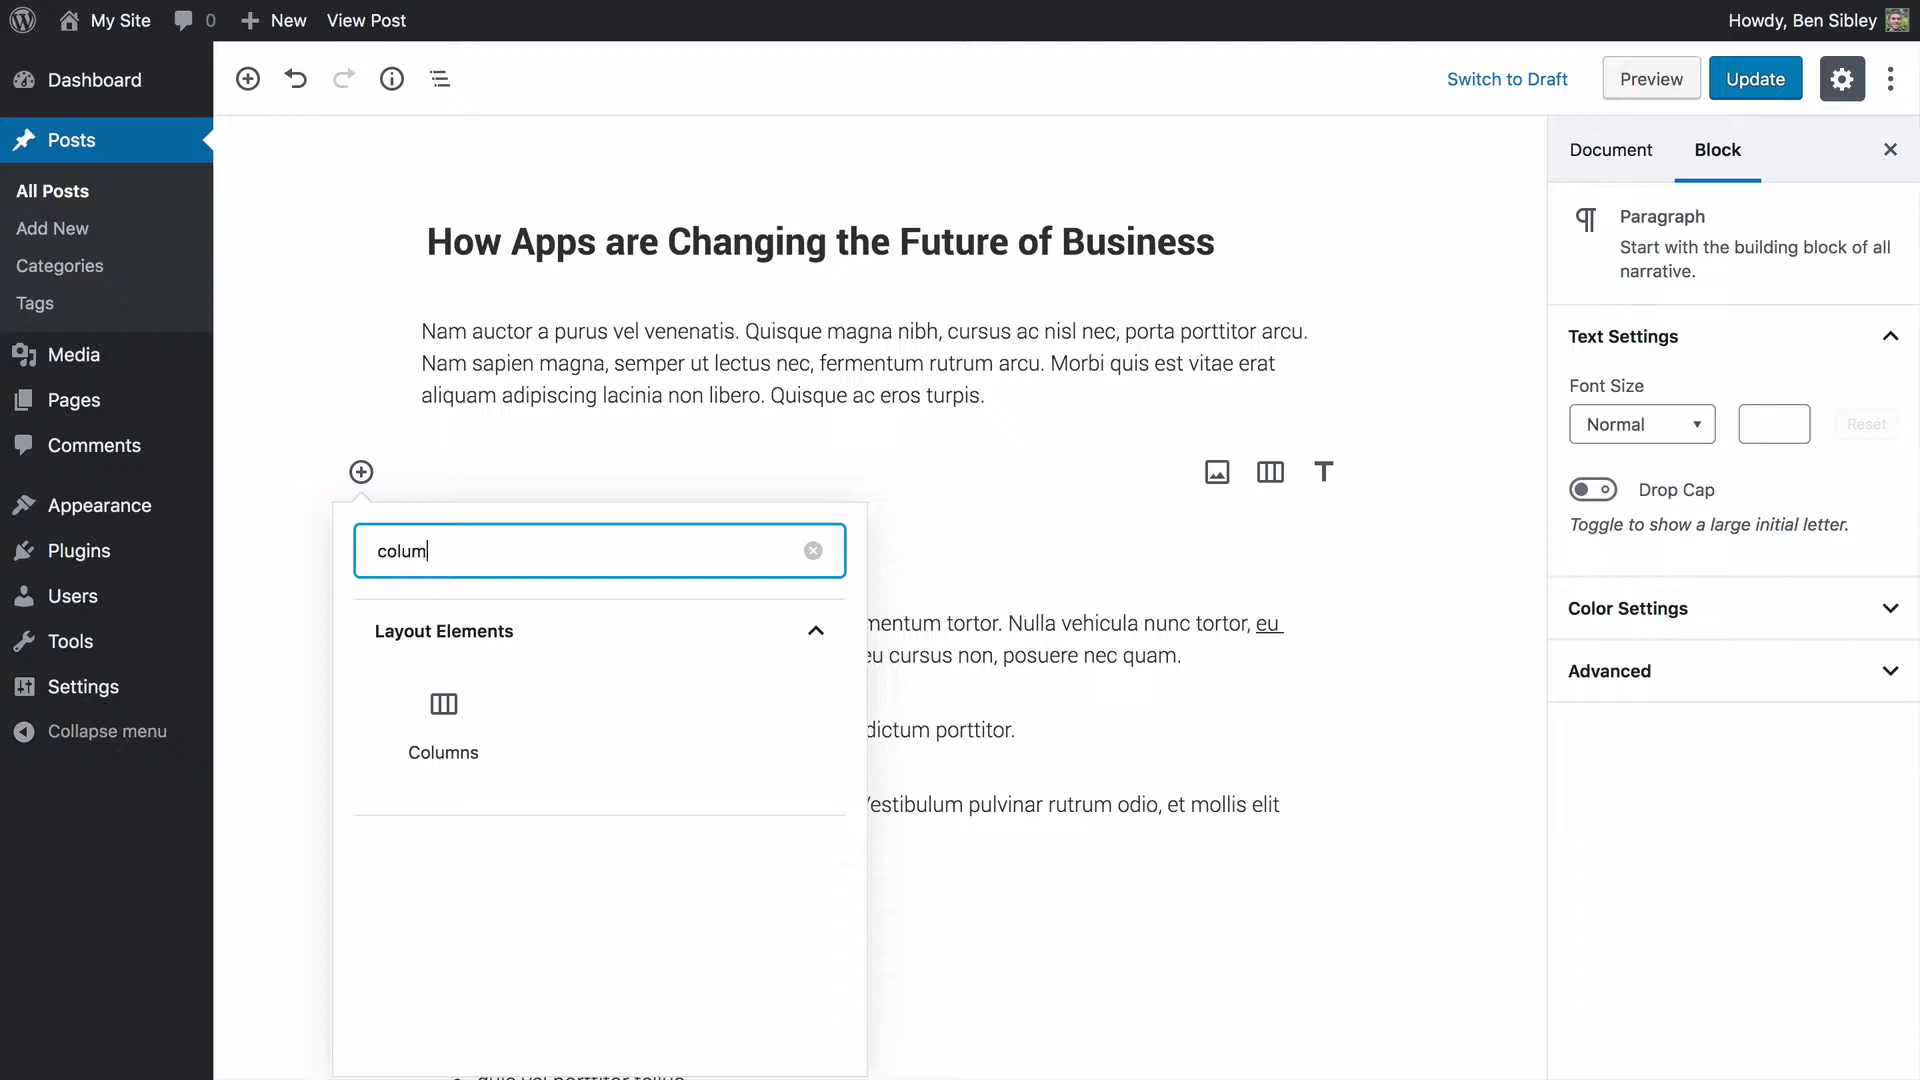 My Site
0
New
View Post
Howdy, Ben Sibley
Dashboard
Posts
All Posts
Add New
Categories
Tags
Media
Pages
Comments
Appearance
Plugins
Users
Tools
Settings
Collapse menu
Switch to Draft
Preview
Update
How Apps are Changing the Future of Business
Nam auctor a purus vel venenatis. Quisque magna nibh, cursus ac nisl nec, porta porttitor arcu.
Nam sapien magna, semper ut lectus nec, fermentum rutrum arcu. Morbi quis est vitae erat
aliquam adipiscing lacinia non libero. Quisque ac eros turpis.
colum
Layout Elements
Columns
mentum tortor. Nulla vehicula nunc tortor, eu
eu cursus non, posuere nec quam.
dictum porttitor.
Vestibulum pulvinar rutrum odio, et mollis elit
Document
Block
Paragraph
Start with the building block of all
narrative.
Text Settings
Font Size
Normal
Reset
Drop Cap
Toggle to show a large initial letter.
Color Settings
Advanced